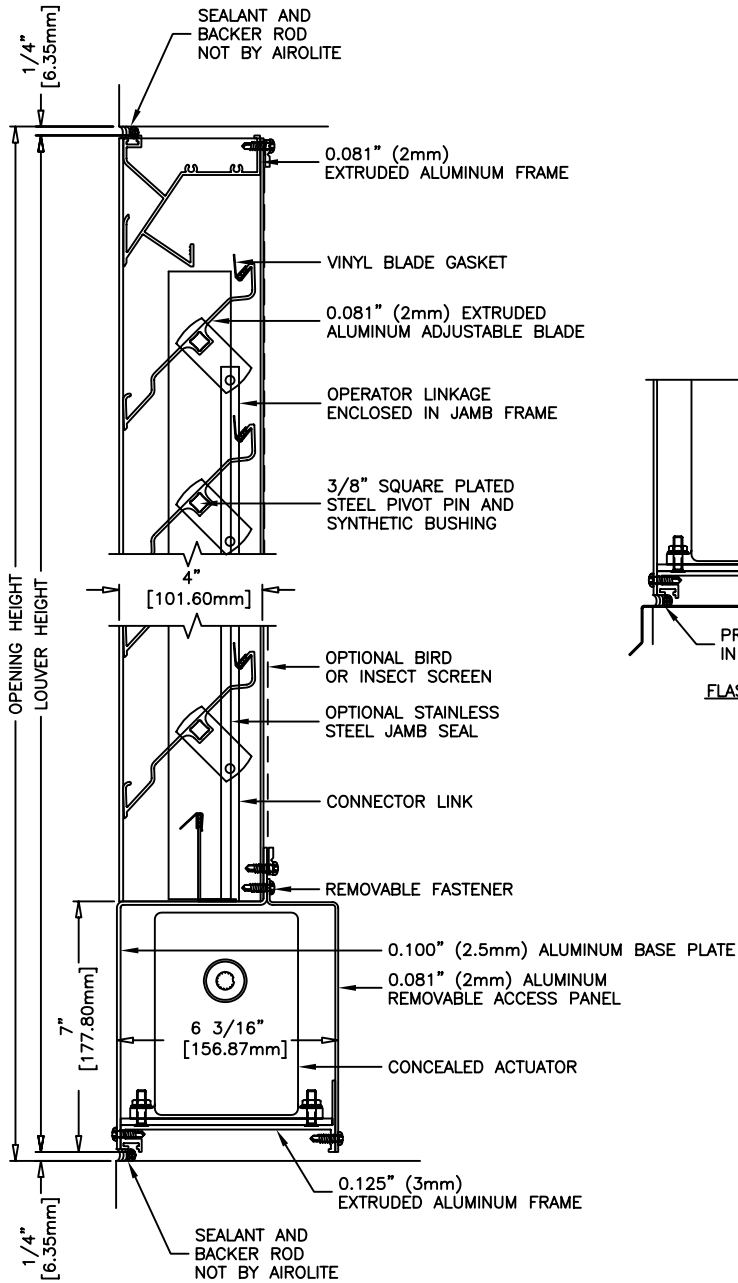 SEALANT AND
BACKER ROD
NOT BY AIROLITE
1/4"
[6.35mm]
0.081" (2mm)
EXTRUDED ALUMINUM FRAME
VINYL BLADE GASKET
0.081" (2mm) EXTRUDED
ALUMINUM ADJUSTABLE BLADE
OPERATOR LINKAGE
ENCLOSED IN JAMB FRAME
3/8" SQUARE PLATED
STEEL PIVOT PIN AND
SYNTHETIC BUSHING
4"
[101.60mm]
OPENING HEIGHT
LOUVER HEIGHT
OPTIONAL BIRD
OR INSECT SCREEN
OPTIONAL STAINLESS
STEEL JAMB SEAL
CONNECTOR LINK
REMOVABLE FASTENER
0.100" (2.5mm) ALUMINUM BASE PLATE
0.081" (2mm) ALUMINUM
REMOVABLE ACCESS PANEL
7"
[177.80mm]
6 3/16"
[156.87mm]
CONCEALED ACTUATOR
0.125" (3mm)
EXTRUDED ALUMINUM FRAME
1/4"
[6.35mm]
SEALANT AND
BACKER ROD
NOT BY AIROLITE
PR
IN
FLAS